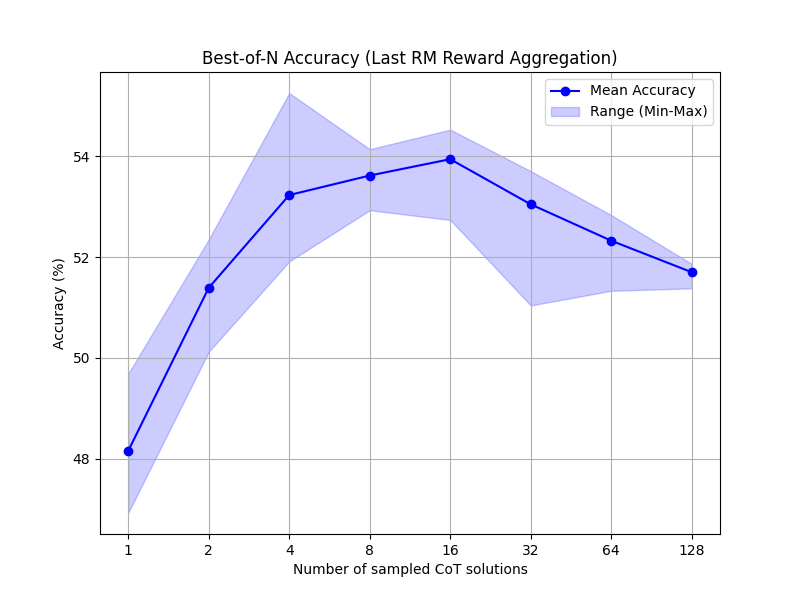 Best-of-N Accuracy (Last RM Reward Aggregation)
Mean Accuracy
Range (Min-Max)
Accuracy (%)
54
52
50
48
1 2 4 8 16 32 64 128
Number of sampled CoT solutions